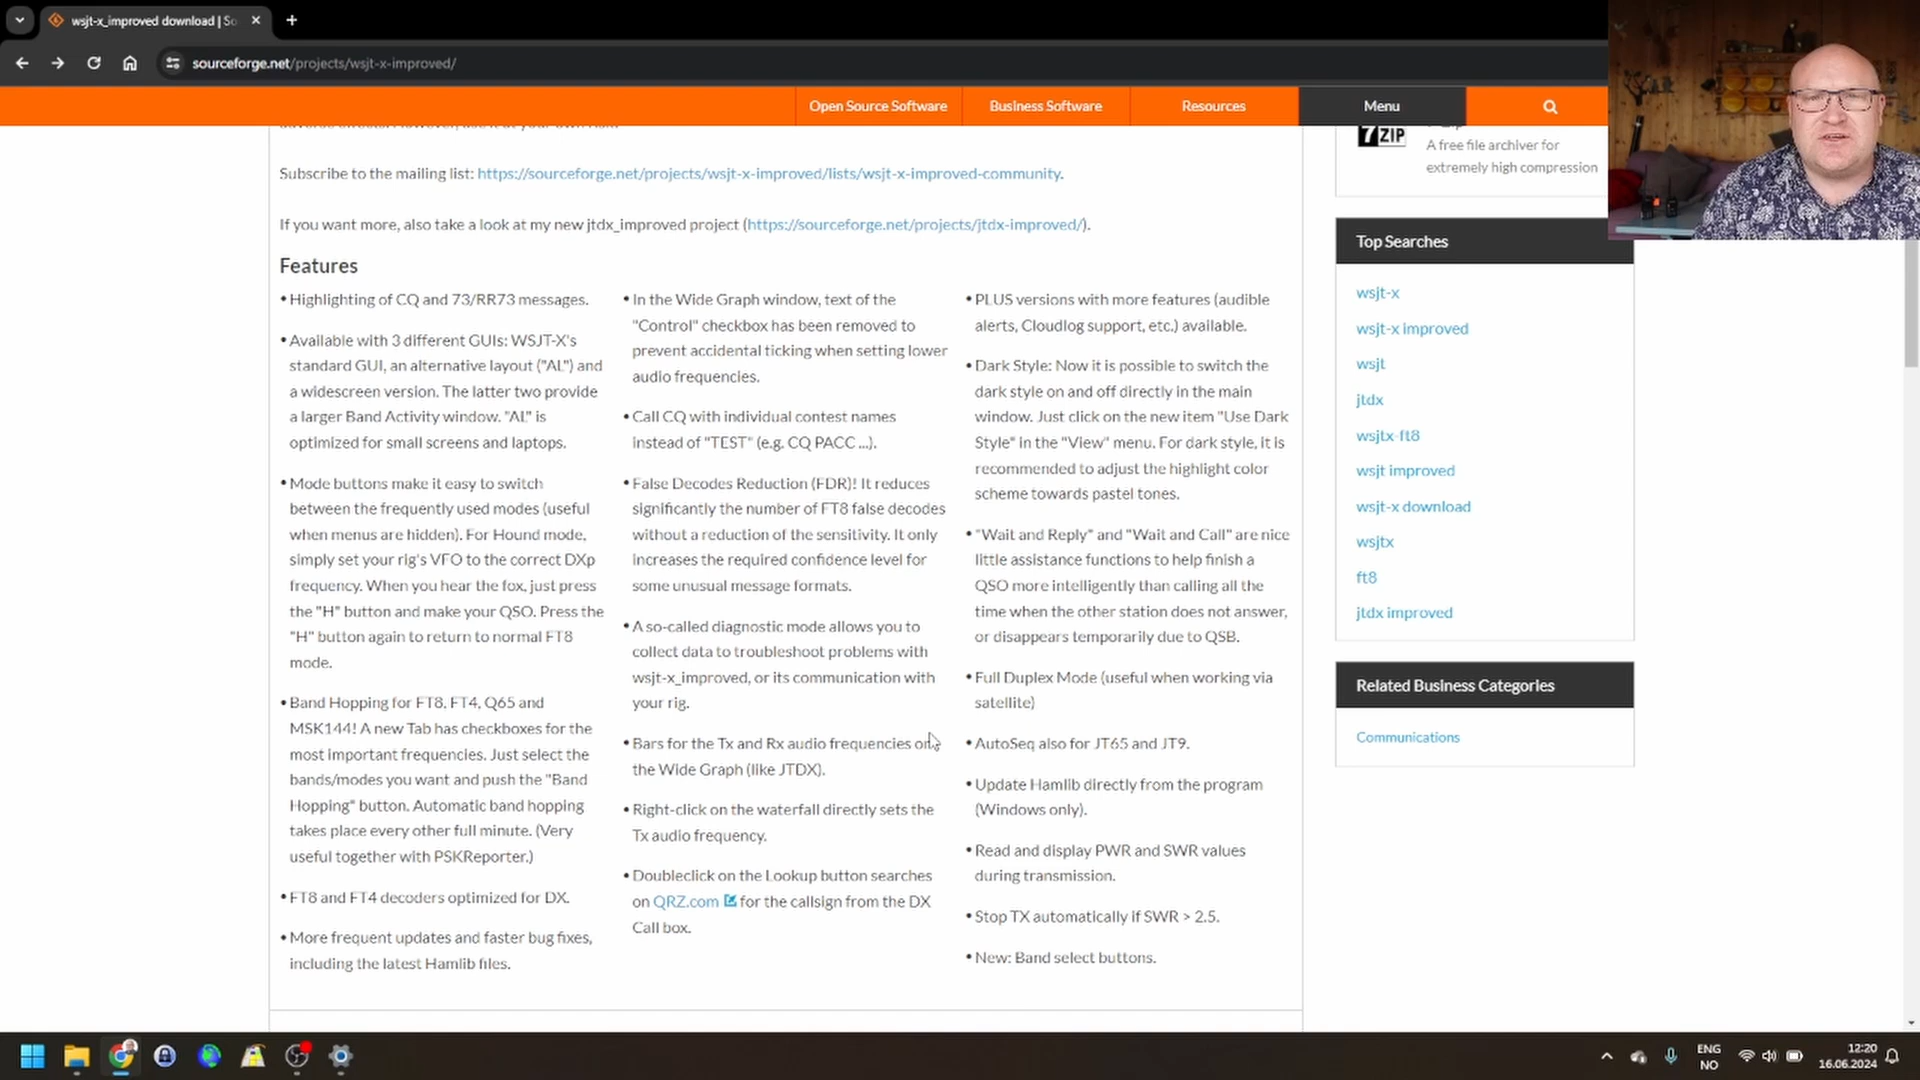 wsjt-x_improved download | So
sourceforge.net/projects/wsjt-x-improved/
Open Source Software
Business Software
Resources
Menu
Subscribe to the mailing list: https://sourceforge.net/projects/wsjt-x-improved/lists/wsjt-x-improved-community.
If you want more, also take a look at my new jtdx_improved project (https://sourceforge.net/projects/jtdx-improved/).
Features
• Highlighting of CQ and 73/RR73 messages.
• Available with 3 different GUIs: WSJT-X's
standard GUI, an alternative layout ("AL") and
a widescreen version. The latter two provide
a larger Band Activity window. "AL" is
optimized for small screens and laptops.
• Mode buttons make it easy to switch
between the frequently used modes (useful
when menus are hidden). For Hound mode,
simply set your rig's VFO to the correct DXp
frequency. When you hear the fox, just press
the "H" button and make your QSO. Press the
"H" button again to return to normal FT8
mode.
• Band Hopping for FT8, FT4, Q65 and
MSK144! A new Tab has checkboxes for the
most important frequencies. Just select the
bands/modes you want and push the "Band
Hopping" button. Automatic band hopping
takes place every other full minute. (Very
useful together with PSKReporter.)
• FT8 and FT4 decoders optimized for DX.
• More frequent updates and faster bug fixes,
including the latest Hamlib files.
• In the Wide Graph window, text of the
"Control" checkbox has been removed to
prevent accidental ticking when setting lower
audio frequencies.
• Call CQ with individual contest names
instead of "TEST" (e.g. CQ PACC ...).
• False Decodes Reduction (FDR)! It reduces
significantly the number of FT8 false decodes
without a reduction of the sensitivity. It only
increases the required confidence level for
some unusual message formats.
• A so-called diagnostic mode allows you to
collect data to troubleshoot problems with
wsjt-x_improved, or its communication with
your rig.
• Bars for the Tx and Rx audio frequencies on
the Wide Graph (like JTDX).
• Right-click on the waterfall directly sets the
Tx audio frequency.
• Doubleclick on the Lookup button searches
on QRZ.com for the callsign from the DX
Call box.
• PLUS versions with more features (audible
alerts, Cloudlog support, etc.) available.
• Dark Style: Now it is possible to switch the
dark style on and off directly in the main
window. Just click on the new item "Use Dark
Style" in the "View" menu. For dark style, it is
recommended to adjust the highlight color
scheme towards pastel tones.
• "Wait and Reply" and "Wait and Call" are nice
little assistance functions to help finish a
QSO more intelligently than calling all the
time when the other station does not answer,
or disappears temporarily due to QSB.
• Full Duplex Mode (useful when working via
satellite)
• AutoSeq also for JT65 and JT9.
• Update Hamlib directly from the program
(Windows only).
• Read and display PWR and SWR values
during transmission.
• Stop TX automatically if SWR > 2.5.
• New: Band select buttons.
7ZIP
A free file archiver for
extremely high compression
Top Searches
wsjt-x
wsjt-x improved
wsjt
jtdx
wsjtx-ft8
wsjt improved
wsjt-x download
wsjtx
ft8
jtdx improved
Related Business Categories
Communications
ENG
NO
12:20
16.06.2024